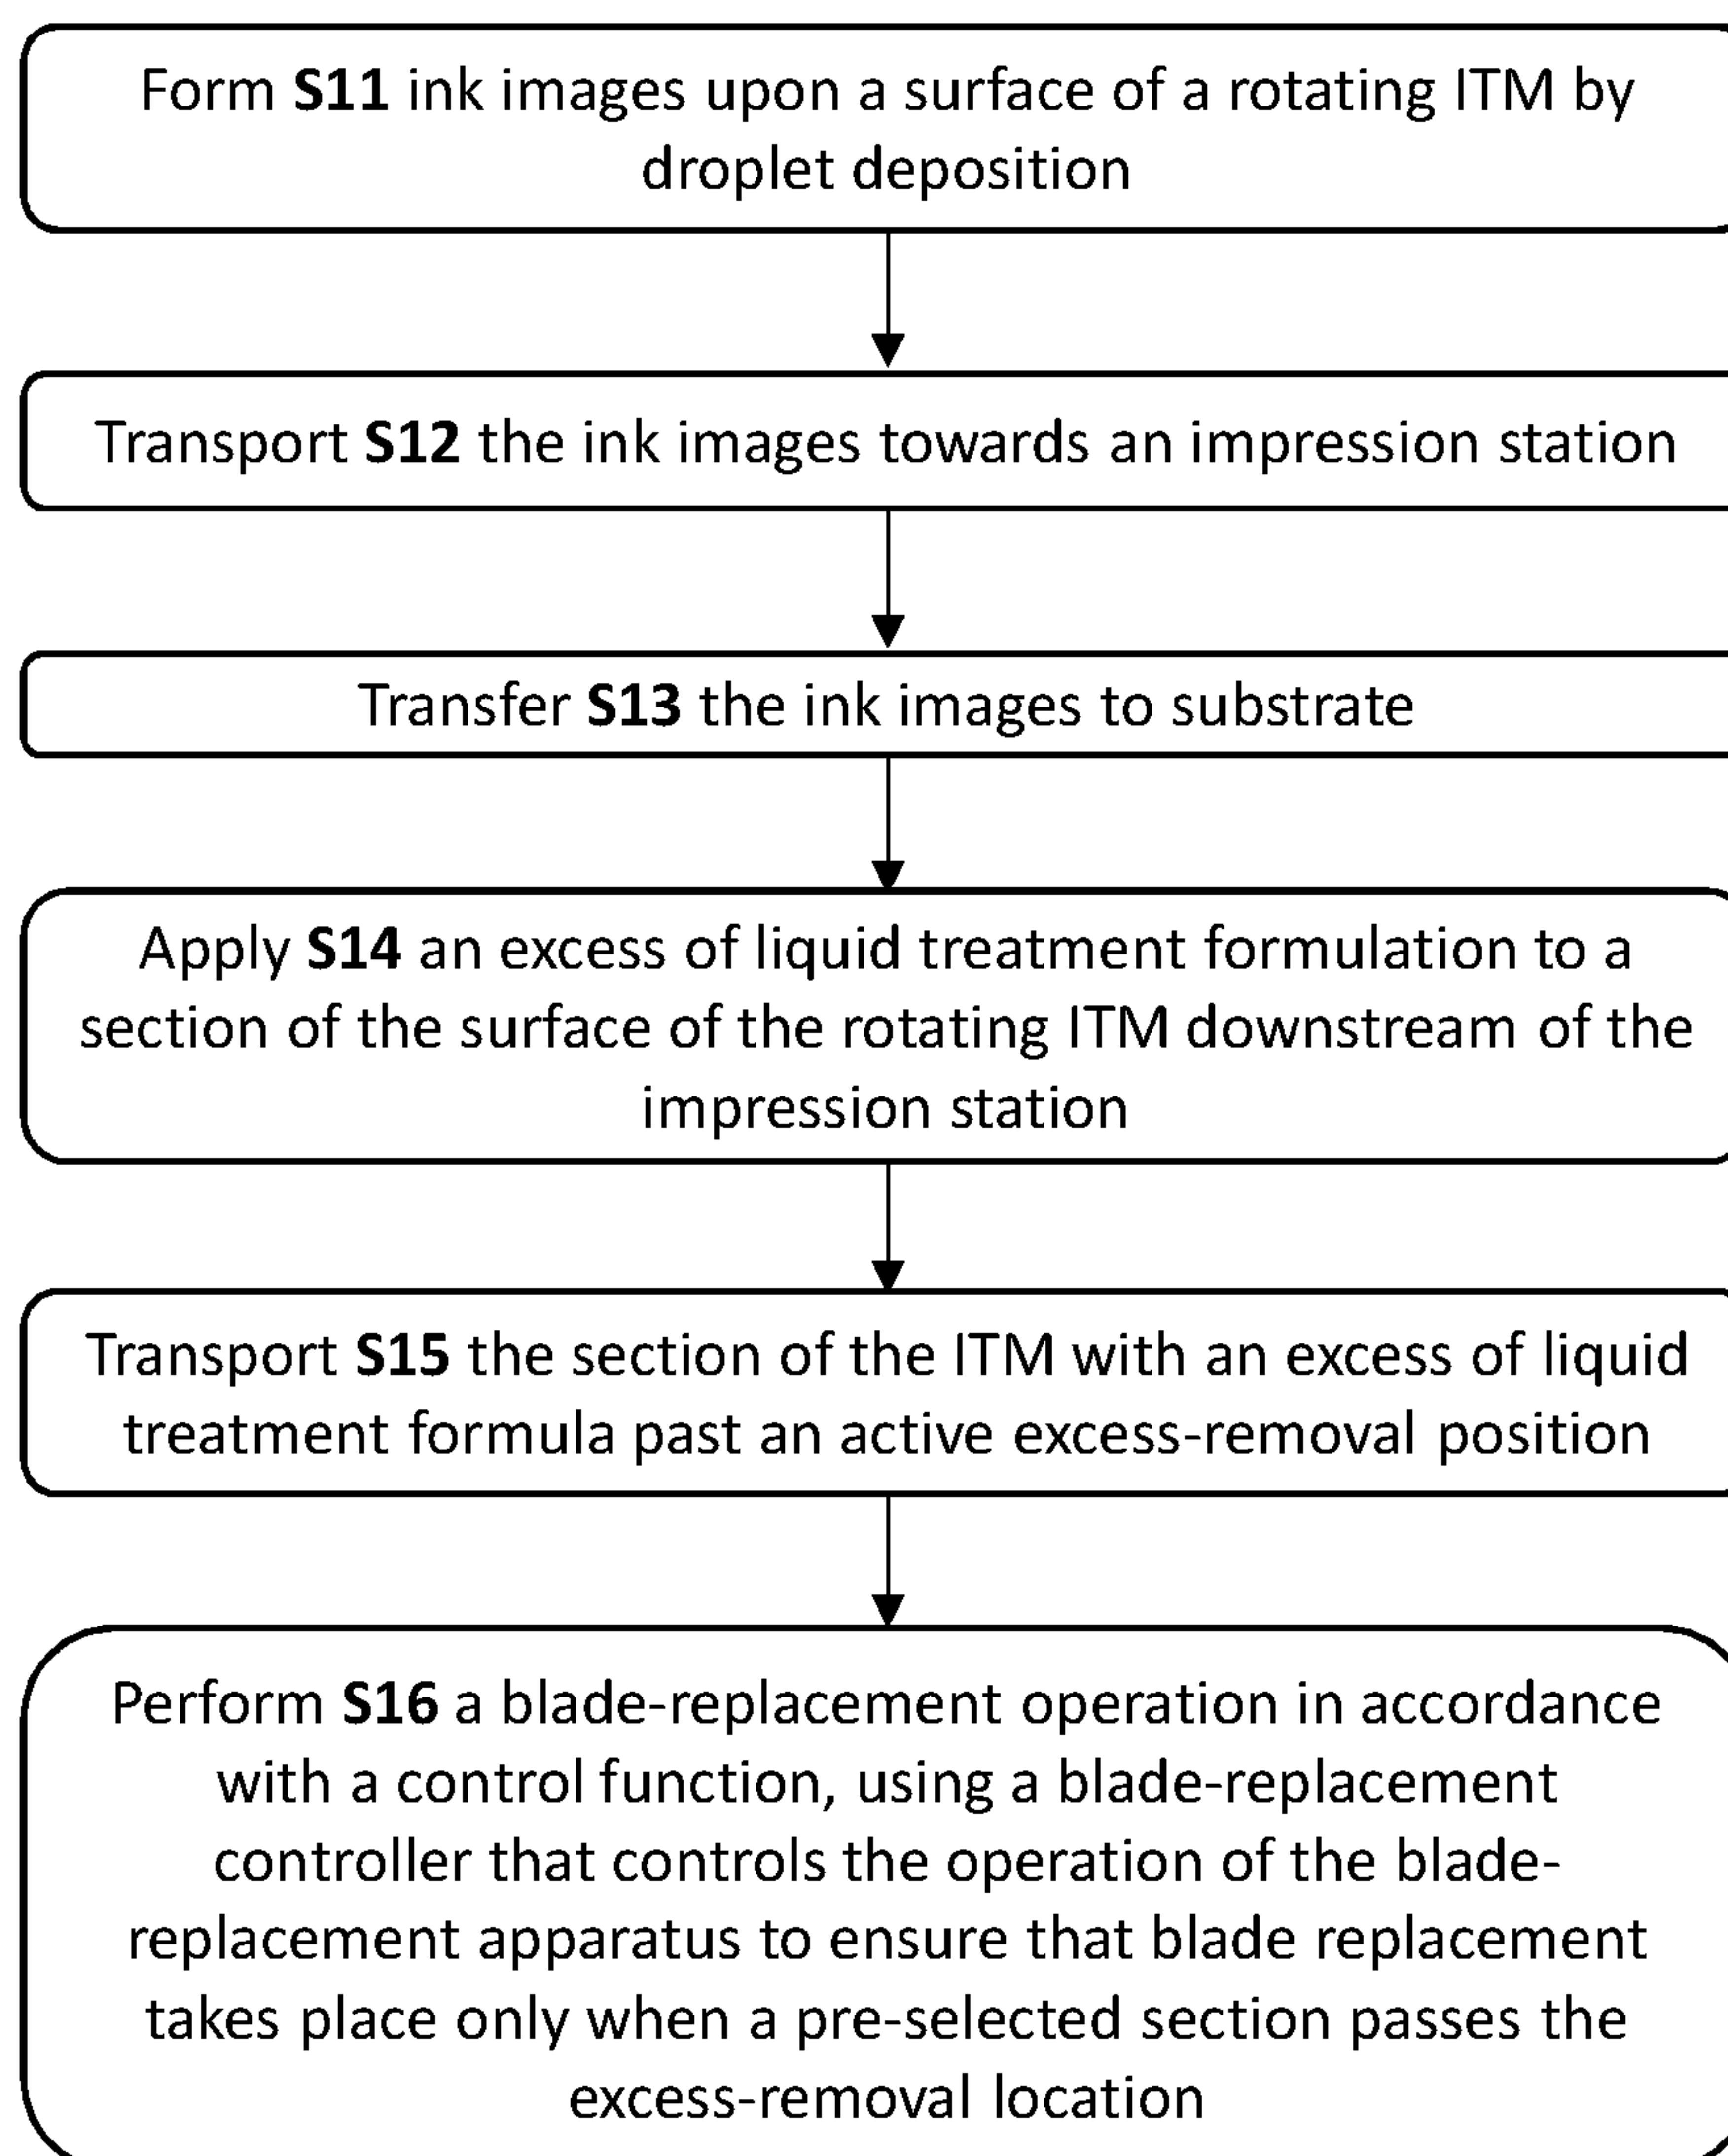 Form S11 ink images upon a surface of a rotating ITM by
droplet deposition
Transport S12 the ink images towards an impression station
Transfer S13 the ink images to substrate
Apply S14 an excess of liquid treatment formulation to a
section of the surface of the rotating ITM downstream of the
impression station
Transport S15 the section of the ITM with an excess of liquid
treatment formula past an active excess-removal position
Perform S16 a blade-replacement operation in accordance
with a control function, using a blade-replacement
controller that controls the operation of the blade-
replacement apparatus to ensure that blade replacement
takes place only when a pre-selected section passes the
excess-removal location